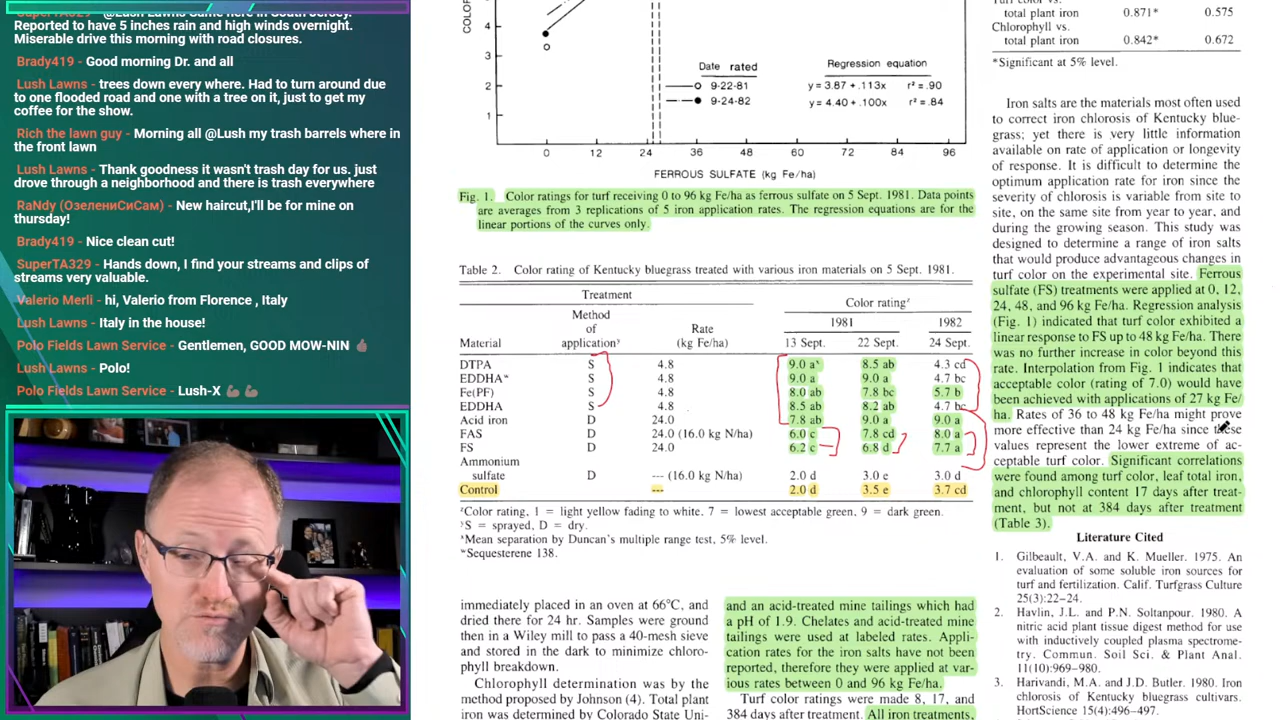 SuperTA329 - @Lush Lawns Same here in South Jersey.
Reported to have 5 inches rain and high winds overnight.
Miserable drive this morning with road closures.
Brady419 - Good morning Dr. and all
Lush Lawns - trees down every where. Had to turn around due
to one flooded road and one with a tree on it, just to get my
coffee for the show.
Rich the lawn guy - Morning all @Lush my trash barrels where in
the front lawn
Lush Lawns - Thank goodness it wasn't trash day for us. just
drove through a neighborhood and there is trash everywhere
RaNdy (ОзелениСиСам) - New haircut,I'll be for mine on
thursday!
Brady419 - Nice clean cut!
SuperTA329 - Hands down, I find your streams and clips of
streams very valuable.
Valerio Merli - hi, Valerio from Florence , Italy
Lush Lawns - Italy in the house!
Lush Lawns - Polo!
Polo Fields Lawn Service - Gentlemen, GOOD MOW-NIN 👍🏽
Polo Fields Lawn Service - Lush-X 💪🏽💪🏽
COLOR
4
3
2
1
Date rated Regression equation
9-22-81 y = 3.87 + .113x r² = .90
9-24-82 y = 4.40 + .100x r² = .84
0 12 24 36 48 60 72 84 96
FERROUS SULFATE (kg Fe/ha)
Fig. 1. Color ratings for turf receiving 0 to 96 kg Fe/ha as ferrous sulfate on 5 Sept. 1981. Data points
are averages from 3 replications of 5 iron application rates. The regression equations are for the
linear portions of the curves only.
Table 2. Color rating of Kentucky bluegrass treated with various iron materials on 5 Sept. 1981.
Treatment Color ratingᶻ
Method 1981 1982
of Rate
Material applicationʸ (kg Fe/ha) 13 Sept. 22 Sept. 24 Sept.
DTPA S 4.8 9.0 aˣ 8.5 ab 4.3 cd
EDDHAʷ S 4.8 9.0 a 9.0 a 4.7 bc
Fe(PF) S 4.8 8.0 ab 7.8 bc 5.7 b
EDDHA S 4.8 8.5 ab 8.2 ab 4.7 bc
Acid iron D 24.0 7.8 ab 9.0 a 9.0 a
FAS D 24.0 (16.0 kg N/ha) 6.0 c 7.8 cd 8.0 a
FS D 24.0 6.2 c 6.8 d 7.7 a
Ammonium
sulfate D --- (16.0 kg N/ha) 2.0 d 3.0 e 3.0 d
Control --- 2.0 d 3.5 e 3.7 cd
ᶻColor rating, 1 = light yellow fading to white, 7 = lowest acceptable green, 9 = dark green.
ʸS = sprayed, D = dry.
ˣMean separation by Duncan's multiple range test, 5% level.
ʷSequesterene 138.
immediately placed in an oven at 66°C, and
dried there for 24 hr. Samples were ground
then in a Wiley mill to pass a 40-mesh sieve
and stored in the dark to minimize chloro-
phyll breakdown.
Chlorophyll determination was by the
method proposed by Johnson (4). Total plant
iron was determined by Colorado State Uni-
and an acid-treated mine tailings which had
a pH of 1.9. Chelates and acid-treated mine
tailings were used at labeled rates. Appli-
cation rates for the iron salts have not been
reported, therefore they were applied at var-
ious rates between 0 and 96 kg Fe/ha.
Turf color ratings were made 8, 17, and
384 days after treatment. All iron treatments,
Turf color vs.
total plant iron 0.871* 0.575
Chlorophyll vs.
total plant iron 0.842* 0.672
*Significant at 5% level.
Iron salts are the materials most often used
to correct iron chlorosis of Kentucky blue-
grass; yet there is very little information
available on rate of application or longevity
of response. It is difficult to determine the
optimum application rate for iron since the
severity of chlorosis is variable from site to
site, on the same site from year to year, and
during the growing season. This study was
designed to determine a range of iron salts
that would produce advantageous changes in
turf color on the experimental site. Ferrous
sulfate (FS) treatments were applied at 0, 12,
24, 48, and 96 kg Fe/ha. Regression analysis
(Fig. 1) indicated that turf color exhibited a
linear response to FS up to 48 kg Fe/ha. There
was no further increase in color beyond this
rate. Interpolation from Fig. 1 indicates that
acceptable color (rating of 7.0) would have
been achieved with applications of 27 kg Fe/
ha. Rates of 36 to 48 kg Fe/ha might prove
more effective than 24 kg Fe/ha since these
values represent the lower extreme of ac-
ceptable turf color. Significant correlations
were found among turf color, leaf total iron,
and chlorophyll content 17 days after treat-
ment, but not at 384 days after treatment
(Table 3).
Literature Cited
1. Gilbeault, V.A. and K. Mueller. 1975. An
evaluation of some soluble iron sources for
turf and fertilization. Calif. Turfgrass Culture
25(3):22-24.
2. Havlin, J.L. and P.N. Soltanpour. 1980. A
nitric acid plant tissue digest method for use
with inductively coupled plasma spectrome-
try. Commun. Soil Sci. & Plant Anal.
11(10):969-980.
3. Harivandi, M.A. and J.D. Butler. 1980. Iron
chlorosis of Kentucky bluegrass cultivars.
HortScience 15(4):496-497.